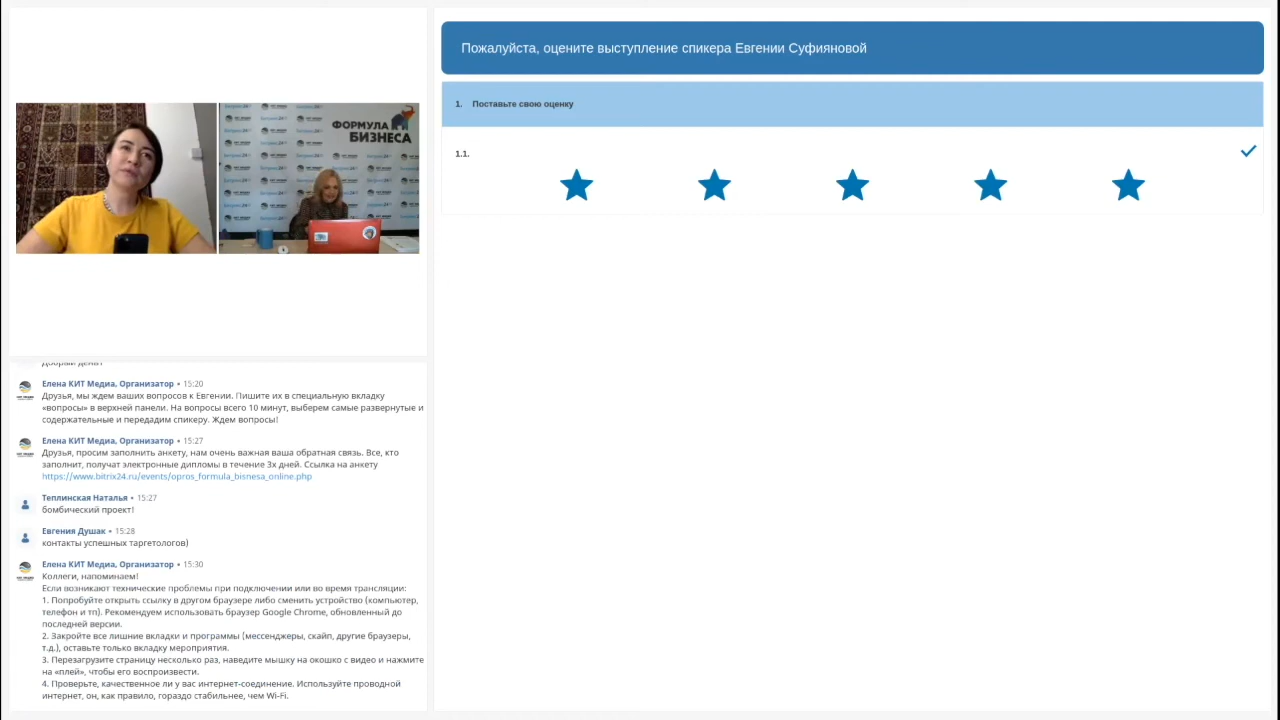 ФОРМУЛА
БИЗНЕСА
Елена КИТ Медиа, Организатор • 15:20
Друзья, мы ждем ваших вопросов к Евгении. Пишите их в специальную вкладку
«вопросы» в верхней панели. На вопросы всего 10 минут, выберем самые развернутые и
содержательные и передадим спикеру. Ждем вопросы!
Елена КИТ Медиа, Организатор • 15:27
Друзья, просим заполнить анкету, нам очень важная ваша обратная связь. Все, кто
заполнит, получат электронные дипломы в течение 3х дней. Ссылка на анкету
https://www.bitrix24.ru/events/opros_formula_bisnesa_online.php
Теплинская Наталья • 15:27
бомбический проект!
Евгения Душак • 15:28
контакты успешных таргетологов)
Елена КИТ Медиа, Организатор • 15:30
Коллеги, напоминаем!
Если возникают технические проблемы при подключении или во время трансляции:
1. Попробуйте открыть ссылку в другом браузере либо сменить устройство (компьютер,
телефон и тп). Рекомендуем использовать браузер Google Chrome, обновленный до
последней версии.
2. Закройте все лишние вкладки и программы (мессенджеры, скайп, другие браузеры,
т.д.), оставьте только вкладку мероприятия.
3. Перезагрузите страницу несколько раз, наведите мышку на окошко с видео и нажмите
на «плей», чтобы его воспроизвести.
4. Проверьте, качественное ли у вас интернет-соединение. Используйте проводной
интернет, он, как правило, гораздо стабильнее, чем Wi-Fi.
Пожалуйста, оцените выступление спикера Евгении Суфияновой
1. Поставьте свою оценку
1.1.